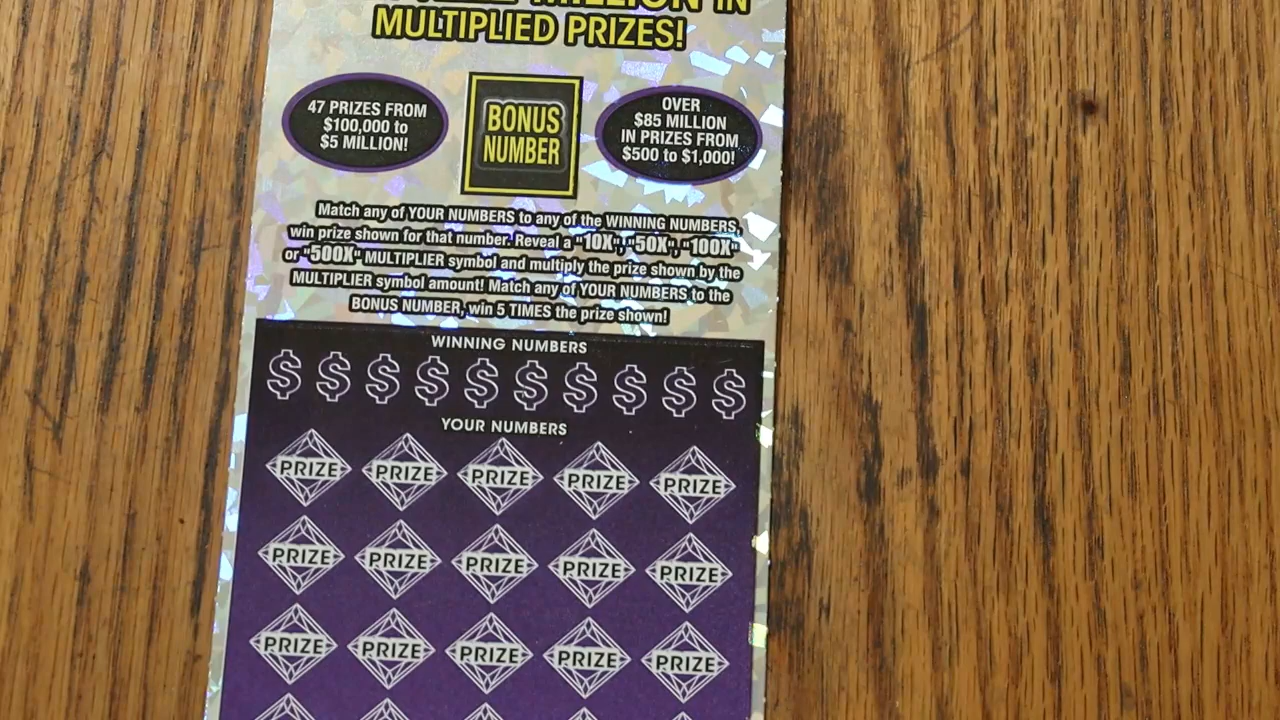 MILLION IN
MULTIPLIED PRIZES!
47 PRIZES FROM
$100,000 to
$5 MILLION!
BONUS
NUMBER
OVER
$85 MILLION
IN PRIZES FROM
$500 to $1,000!
Match any of YOUR NUMBERS to any of the WINNING NUMBERS,
win prize shown for that number. Reveal a "10X", "50X", "100X"
or "500X" MULTIPLIER symbol and multiply the prize shown by the
MULTIPLIER symbol amount! Match any of YOUR NUMBERS to the
BONUS NUMBER, win 5 TIMES the prize shown!
WINNING NUMBERS
$ $ $ $ $ $ $ $ $ $
YOUR NUMBERS
PRIZE PRIZE PRIZE PRIZE PRIZE
PRIZE PRIZE PRIZE PRIZE PRIZE
PRIZE PRIZE PRIZE PRIZE PRIZE